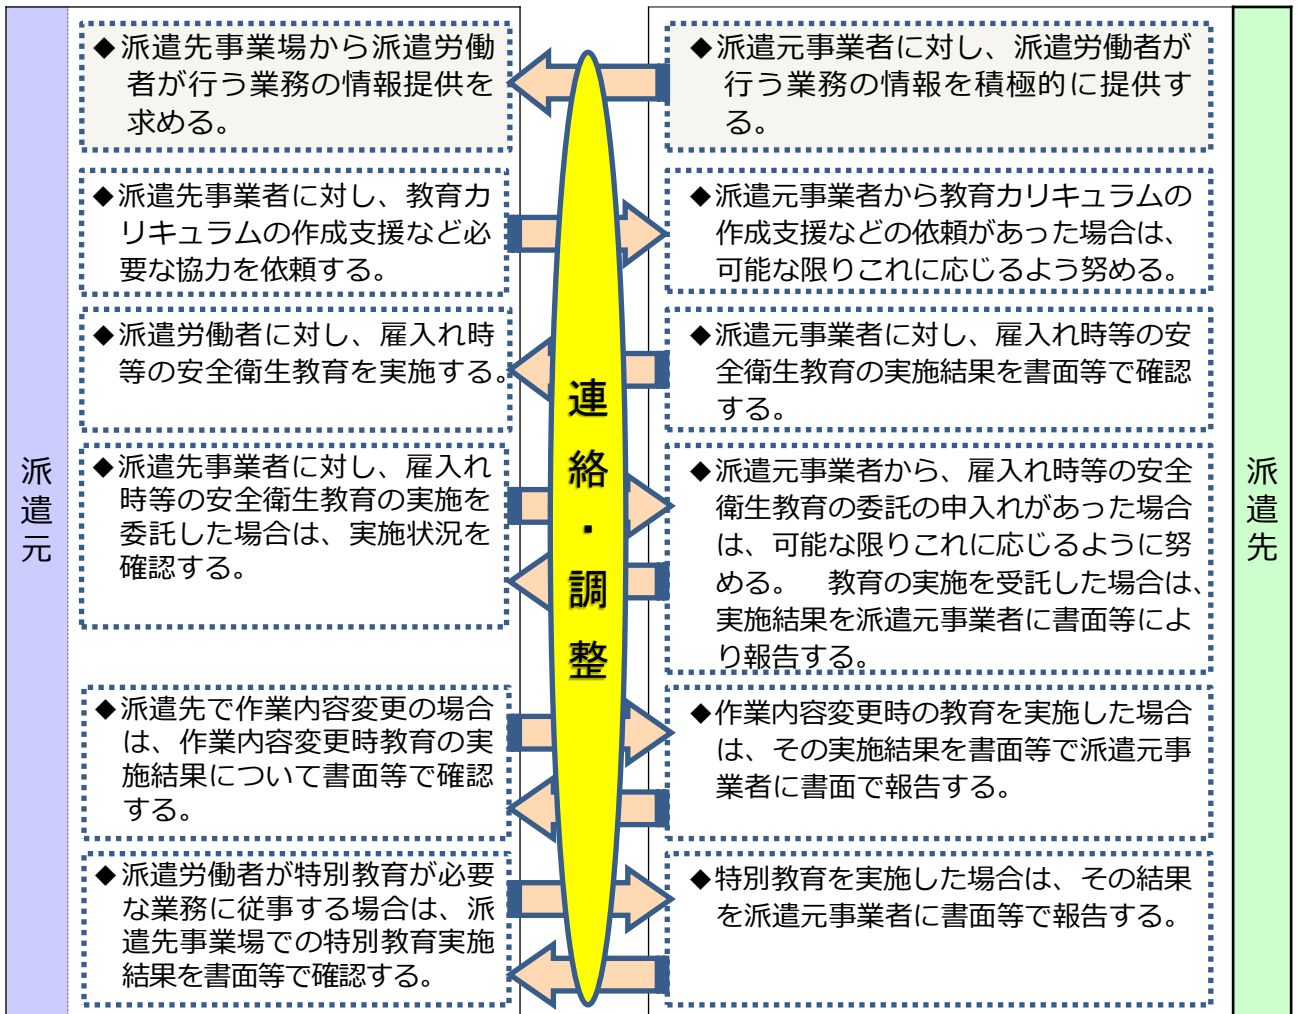 派遣元
◆派遣先事業場から派遣労働
者が行う業務の情報提供を
求める。
◆派遣先事業者に対し、教育カ
リキュラムの作成支援など必
要な協力を依頼する。
◆派遣労働者に対し、雇入れ時
等の安全衛生教育を実施する。
◆派遣先事業者に対し、雇入れ
時等の安全衛生教育の実施を
委託した場合は、実施状況を
確認する。
◆派遣先で作業内容変更の場合
は、作業内容変更時教育の実
施結果について書面等で確認
する。
◆派遣労働者が特別教育が必要
な業務に従事する場合は、派
遣先事業場での特別教育実施
結果を書面等で確認する。
連絡・調整
◆派遣元事業者に対し、派遣労働者が
行う業務の情報を積極的に提供す
る。
◆派遣元事業者から教育カリキュラムの
作成支援などの依頼があった場合は、
可能な限りこれに応じるよう努める。
◆派遣元事業者に対し、雇入れ時等の安
全衛生教育の実施結果を書面等で確認
する。
◆派遣元事業者から、雇入れ時等の安全
衛生教育の委託の申入れがあった場合
は、可能な限りこれに応じるように努
める。　教育の実施を受託した場合は、
実施結果を派遣元事業者に書面等によ
り報告する。
◆作業内容変更時の教育を実施した場合
は、その実施結果を書面等で派遣元事
業者に書面で報告する。
◆特別教育を実施した場合は、その結果
を派遣元事業者に書面等で報告する。
派遣先